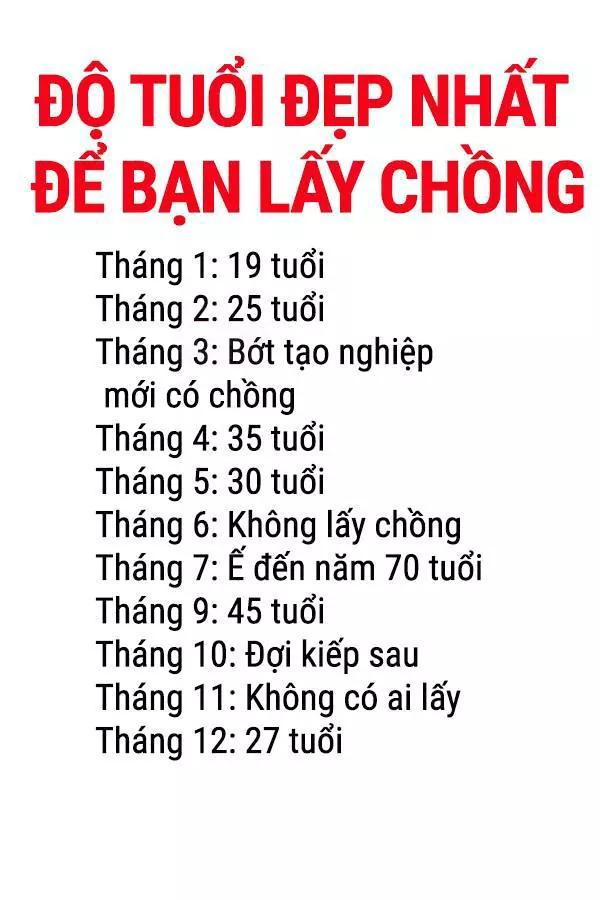 ĐỘ TUỔI ĐẸP NHẤT
ĐỂ BẠN LẤY CHỒNG
Tháng 1: 19 tuổi
Tháng 2: 25 tuổi
Tháng 3: Bớt tạo nghiệp
mới có chồng
Tháng 4: 35 tuổi
Tháng 5: 30 tuổi
Tháng 6: Không lấy chồng
Tháng 7: Ế đến năm 70 tuổi
Tháng 9: 45 tuổi
Tháng 10: Đợi kiếp sau
Tháng 11: Không có ai lấy
Tháng 12: 27 tuổi